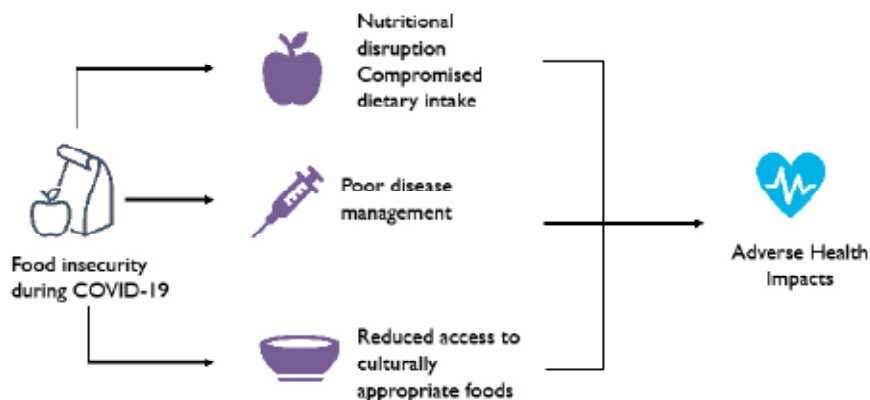 Nutritional
disruption
Compromised
dietary intake
Poor disease
management
Food insecurity
during COVID-19
Adverse Health
Impacts
Reduced access to
culturally
appropriate foods